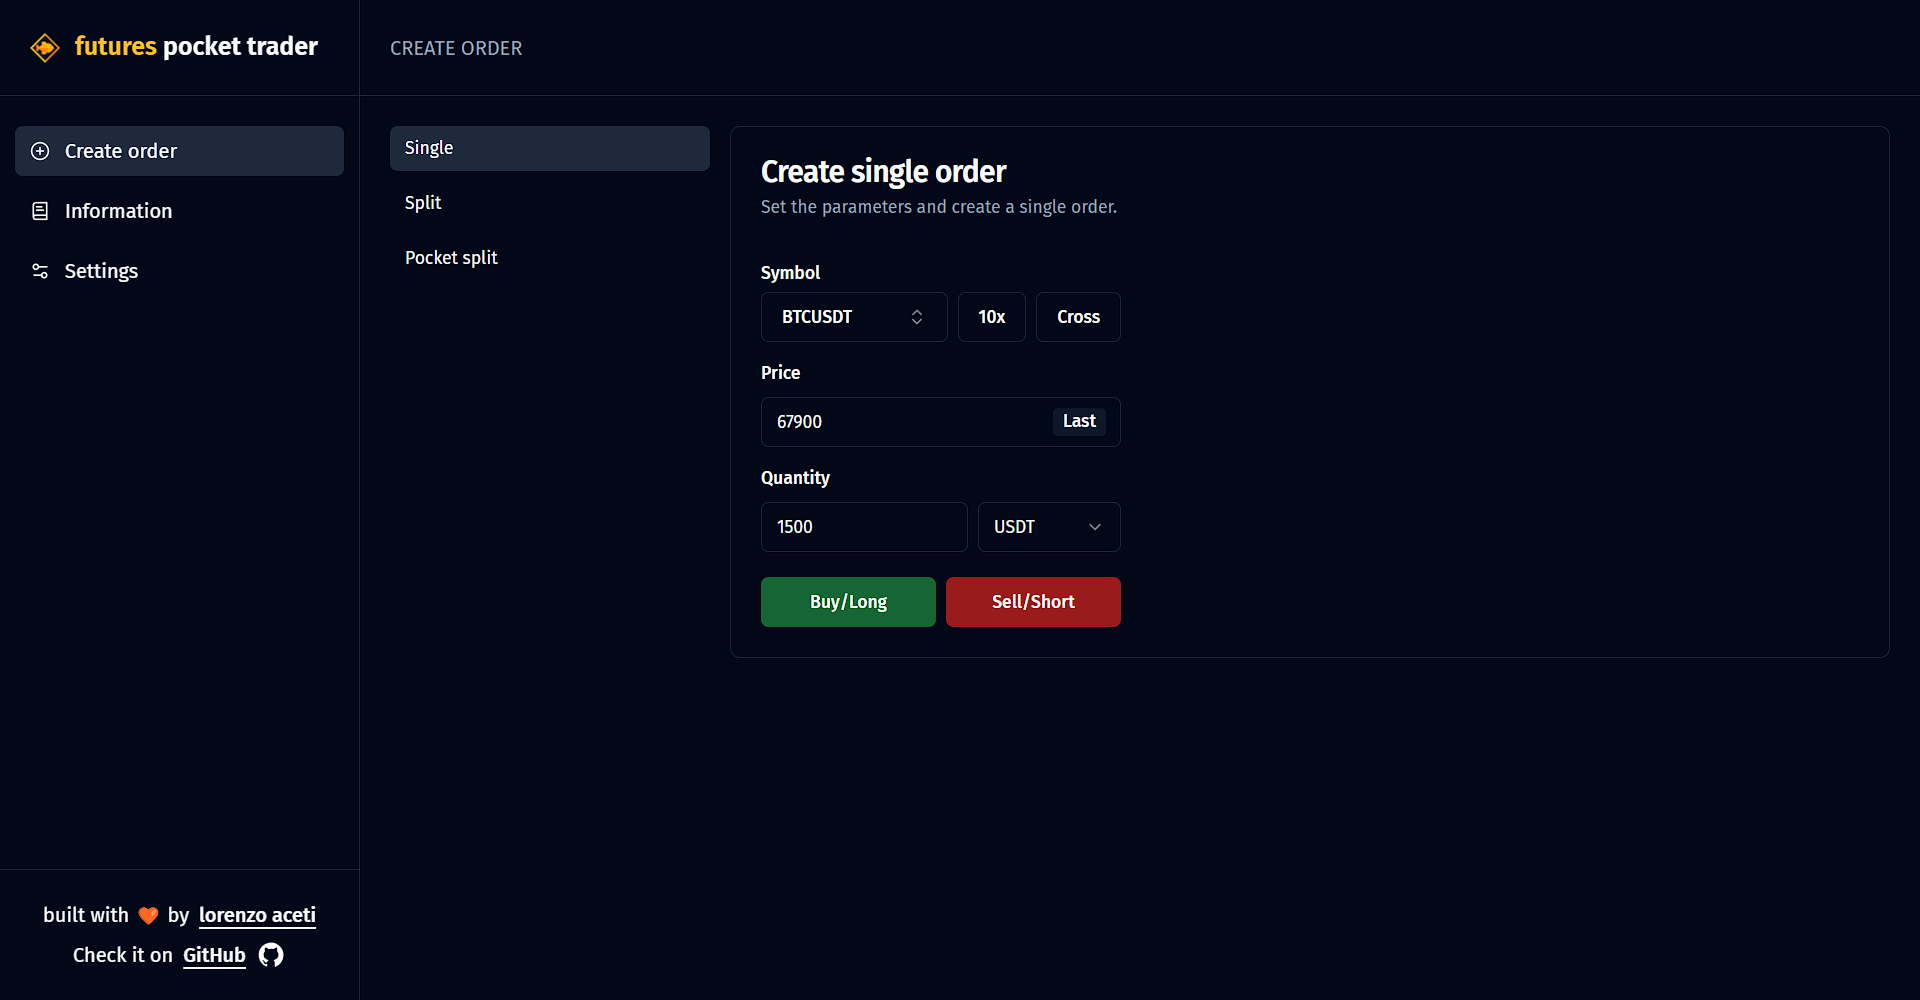 futures pocket trader
CREATE ORDER
Create order
Information
Settings
Single
Split
Pocket split
Create single order
Set the parameters and create a single order.
Symbol
BTCUSDT 10x Cross
Price
67900 Last
Quantity
1500 USDT
Buy/Long Sell/Short
built with 🧡 by lorenzo aceti
Check it on GitHub